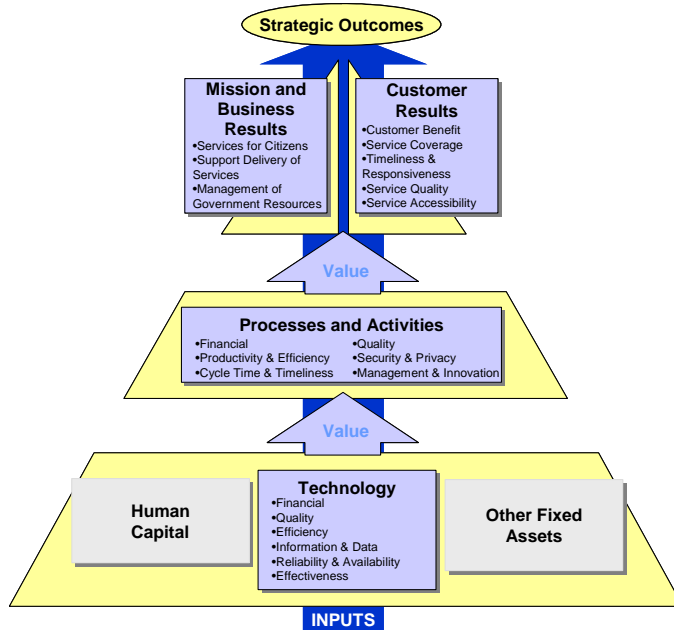 Strategic Outcomes
Mission and
Business
Results
•Services for Citizens
•Support Delivery of
Services
•Management of
Government Resources
Customer
Results
•Customer Benefit
•Service Coverage
•Timeliness &
Responsiveness
•Service Quality
•Service Accessibility
Value
Processes and Activities
•Financial
•Productivity & Efficiency
•Cycle Time & Timeliness
•Quality
•Security & Privacy
•Management & Innovation
Value
Human
Capital
Technology
•Financial
•Quality
•Efficiency
•Information & Data
•Reliability & Availability
•Effectiveness
Other Fixed
Assets
INPUTS